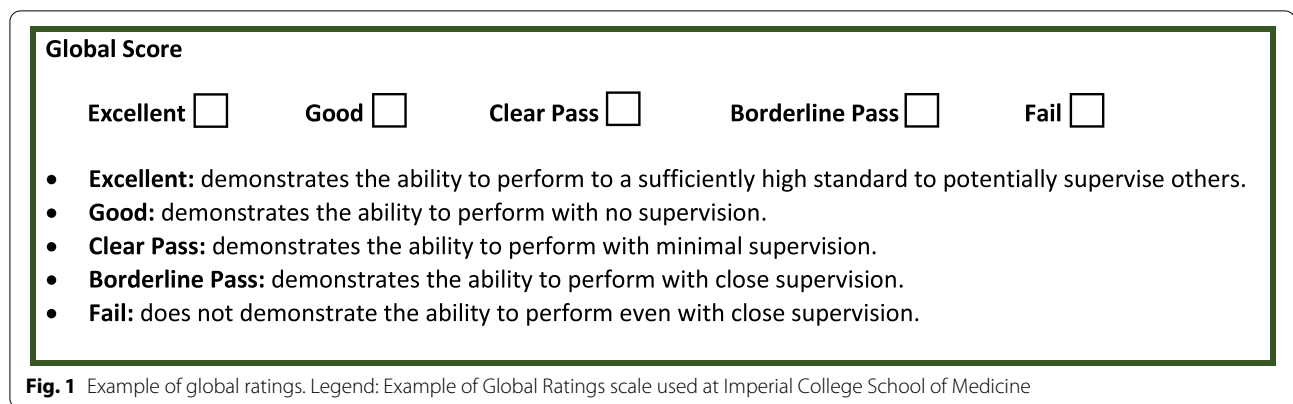 Global Score
Excellent Good Clear Pass Borderline Pass Fail
• Excellent: demonstrates the ability to perform to a sufficiently high standard to potentially supervise others.
• Good: demonstrates the ability to perform with no supervision.
• Clear Pass: demonstrates the ability to perform with minimal supervision.
• Borderline Pass: demonstrates the ability to perform with close supervision.
• Fail: does not demonstrate the ability to perform even with close supervision.
Fig. 1 Example of global ratings. Legend: Example of Global Ratings scale used at Imperial College School of Medicine